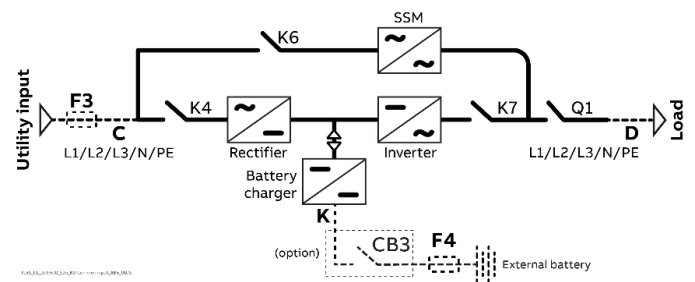 SSM
K6
Utility input
F3
K4
K7
Q1
Load
C
D
L1/L2/L3/N/PE
Rectifier
Inverter
L1/L2/L3/N/PE
Battery
charger
K
(option)
CB3
F4
External battery